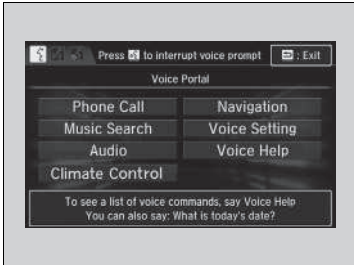 Press to interrupt voice prompt : Exit
Voice Portal
Phone Call Navigation
Music Search Voice Setting
Audio Voice Help
Climate Control
To see a list of voice commands, say Voice Help
You can also say: What is today's date?